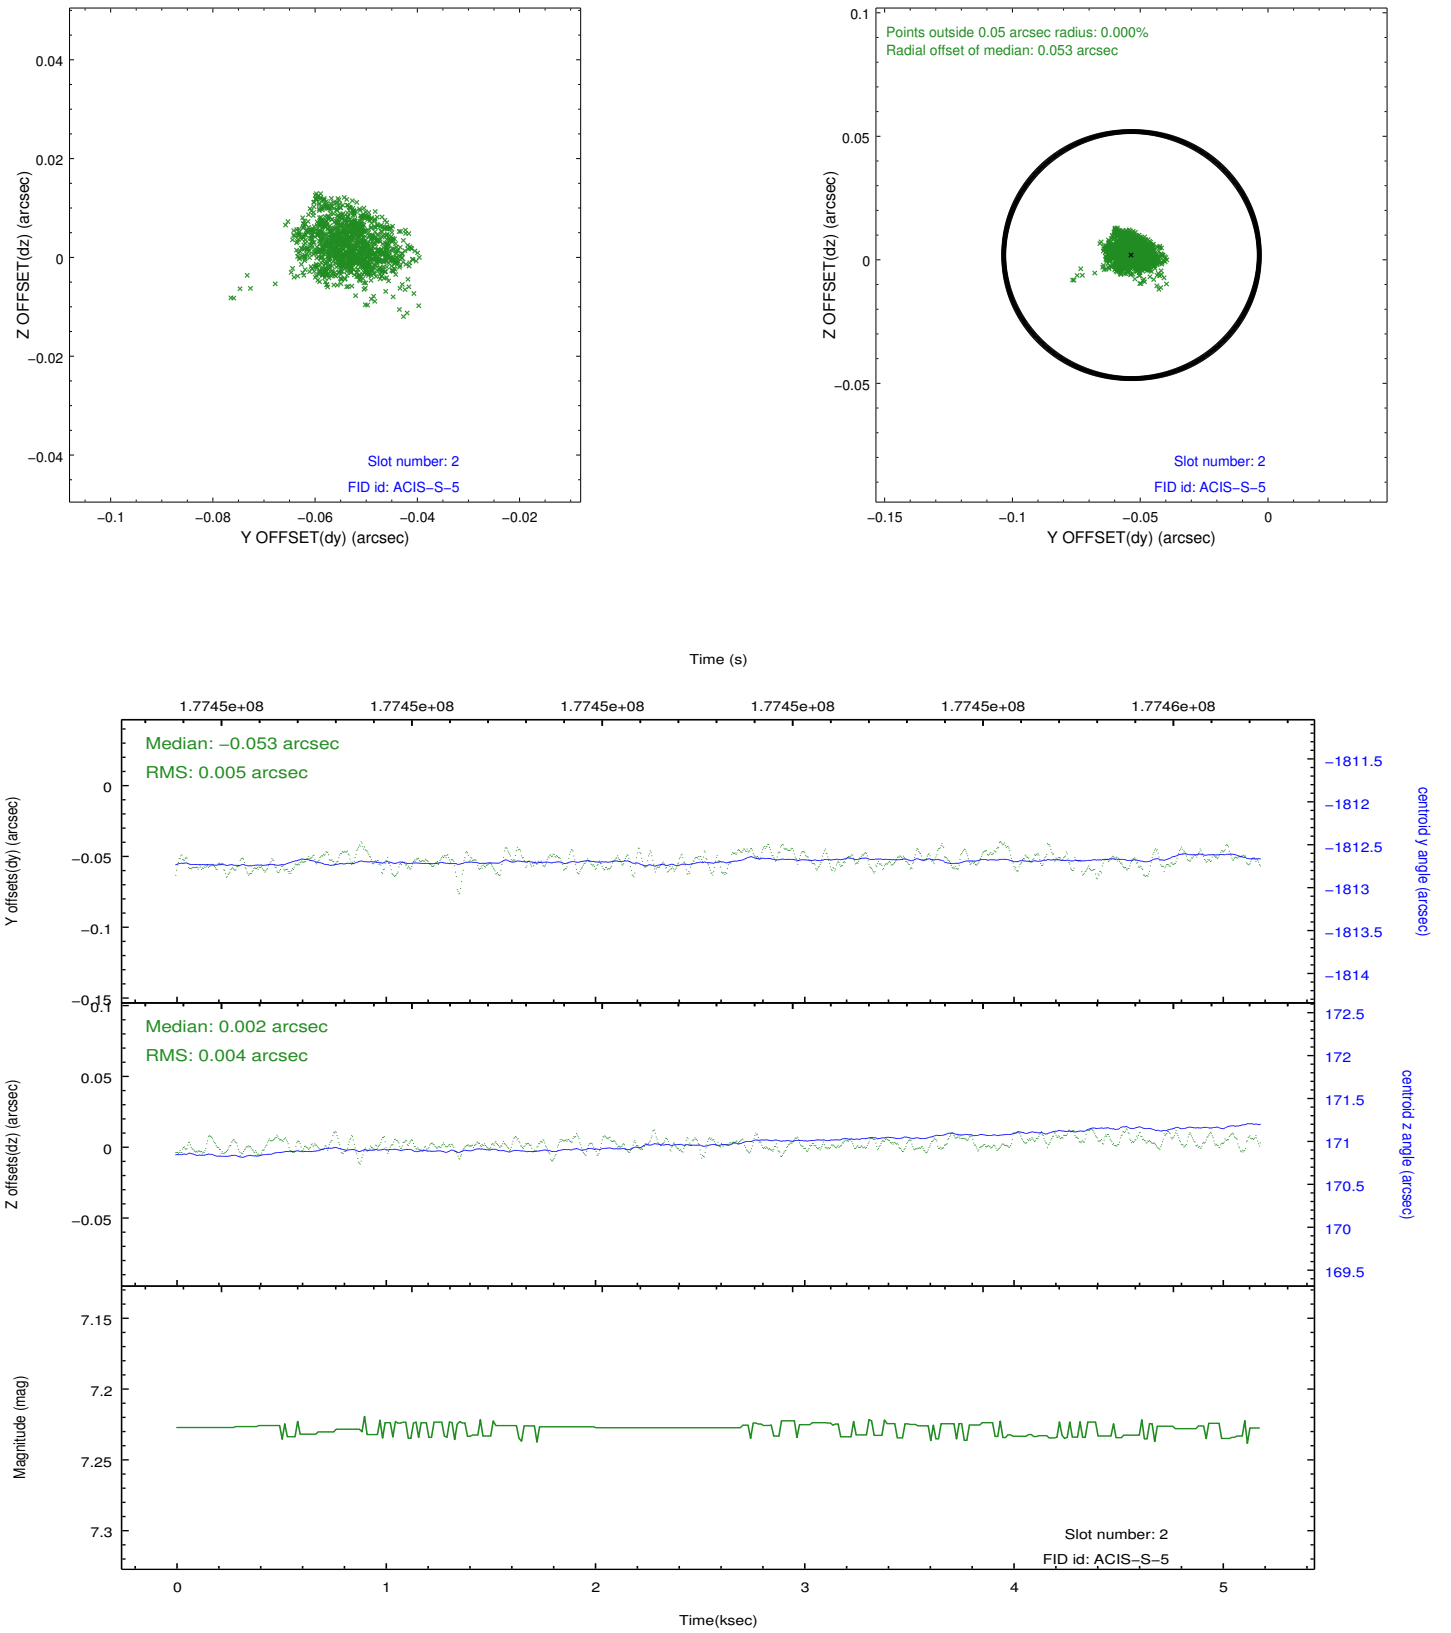 0.04
0.02
0
−0.02
−0.04
Z OFFSET(dz) (arcsec)
Slot number: 2
FID id: ACIS−S−5
−0.1
−0.08
−0.06
−0.04
−0.02
Y OFFSET(dy) (arcsec)
Points outside 0.05 arcsec radius: 0.000%
Radial offset of median: 0.053 arcsec
0.1
0.05
0
−0.05
Z OFFSET(dz) (arcsec)
Slot number: 2
FID id: ACIS−S−5
−0.15
−0.1
−0.05
0
Y OFFSET(dy) (arcsec)
Time (s)
1.7745e+08
1.7745e+08
1.7745e+08
1.7745e+08
1.7745e+08
1.7746e+08
Median: −0.053 arcsec
RMS: 0.005 arcsec
0
−0.05
−0.1
−0.15
Y offsets(dy) (arcsec)
−1811.5
−1812
−1812.5
−1813
−1813.5
−1814
centroid y angle (arcsec)
Median: 0.002 arcsec
RMS: 0.004 arcsec
0.1
0.05
0
−0.05
Z offsets(dz) (arcsec)
172.5
172
171.5
171
170.5
170
169.5
centroid z angle (arcsec)
7.15
7.2
7.25
7.3
Magnitude (mag)
Slot number: 2
FID id: ACIS−S−5
0
1
2
3
4
5
Time(ksec)